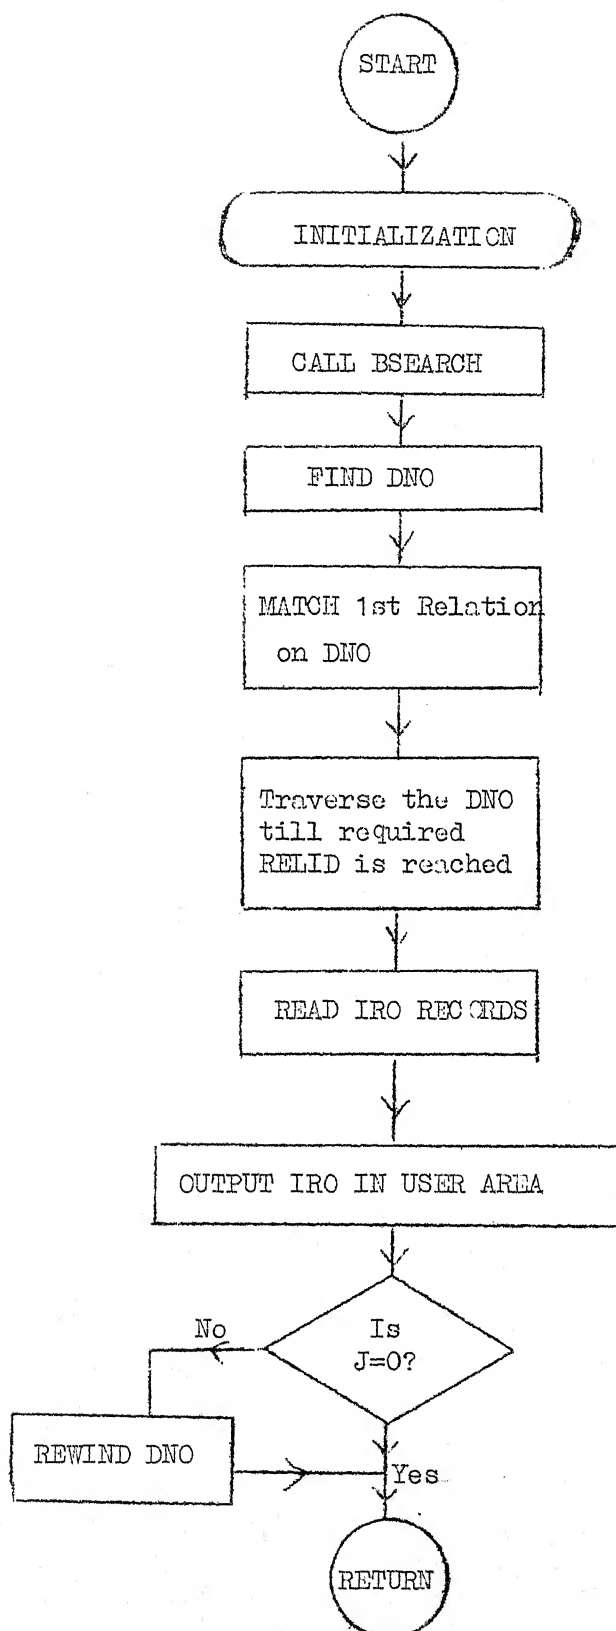 START
INITIALIZATION
CALL BSEARCH
FIND DNO
MATCH 1st Relation
on DNO
Traverse the DNO
till required
RELID is reached
READ IRO RECORDS
OUTPUT IRO IN USER AREA
Is
J=0?
No
REWIND DNO
Yes
RETURN